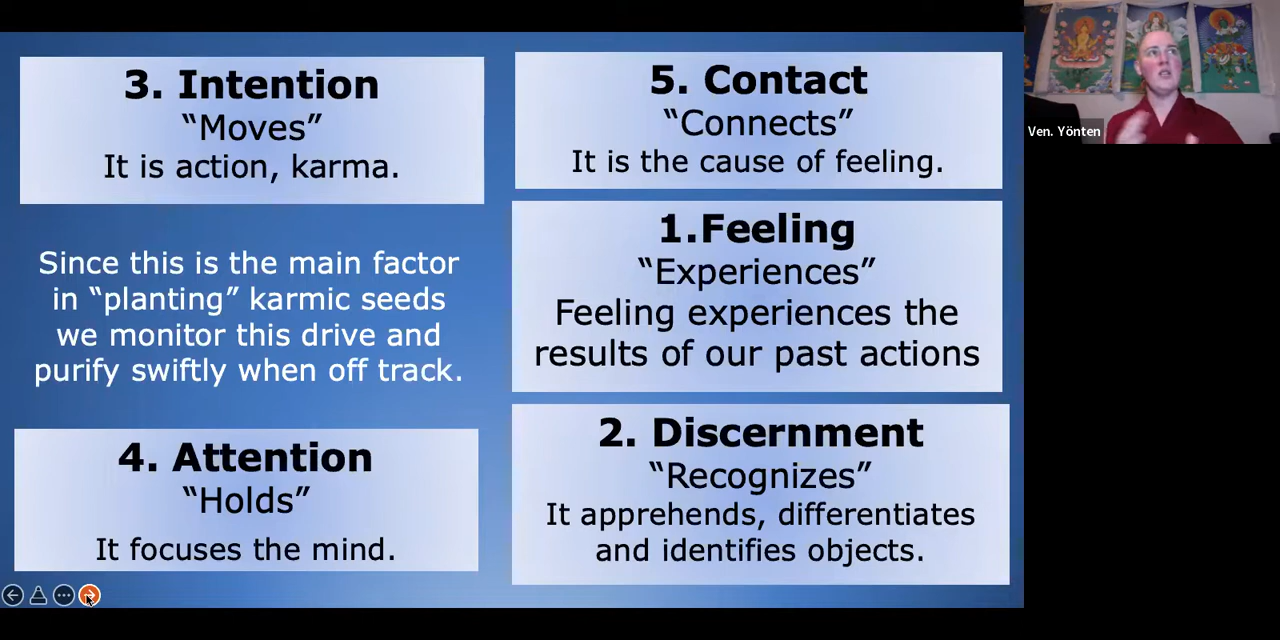 3. Intention
“Moves”
It is action, karma.
Since this is the main factor
in “planting” karmic seeds
we monitor this drive and
purify swiftly when off track.
4. Attention
“Holds”
It focuses the mind.
5. Contact
“Connects”
It is the cause of feeling.
1.Feeling
“Experiences”
Feeling experiences the
results of our past actions
2. Discernment
“Recognizes”
It apprehends, differentiates
and identifies objects.
Ven. Yönten